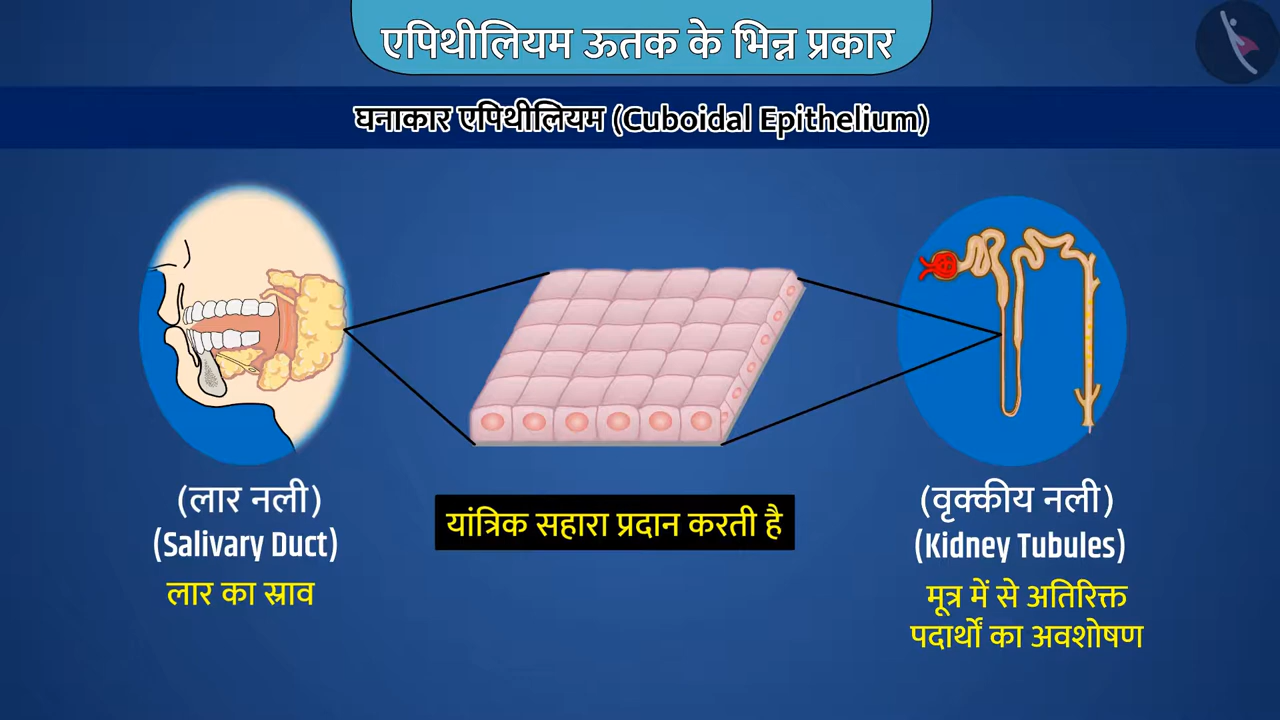 एपिथीलियम ऊतक के भिन्न प्रकार
घनाकार एपिथीलियम (Cuboidal Epithelium)
(लार नली)
(Salivary Duct)
लार का स्राव
यांत्रिक सहारा प्रदान करती है
(वृक्कीय नली)
(Kidney Tubules)
मूत्र में से अतिरिक्त
पदार्थों का अवशोषण